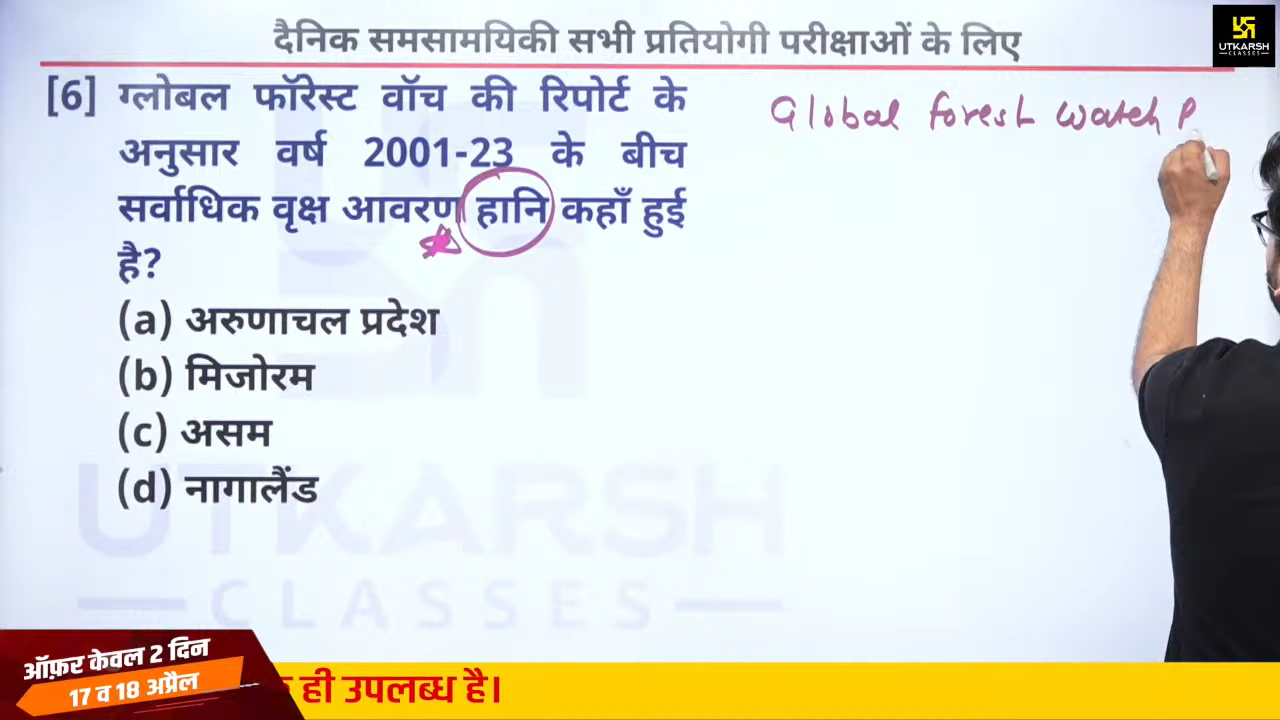 दैनिक समसामयिकी सभी प्रतियोगी परीक्षाओं के लिए
UTKARSH
CLASSES
[6] ग्लोबल फॉरेस्ट वॉच की रिपोर्ट के
अनुसार वर्ष 2001-23 के बीच
सर्वाधिक वृक्ष आवरण हानि कहाँ हुई
है?
(a) अरुणाचल प्रदेश
(b) मिजोरम
(c) असम
(d) नागालैंड
Global forest watch P
UTKARSH
CLASSES
ऑफ़र केवल 2 दिन
17 व 18 अप्रैल
ही उपलब्ध है।